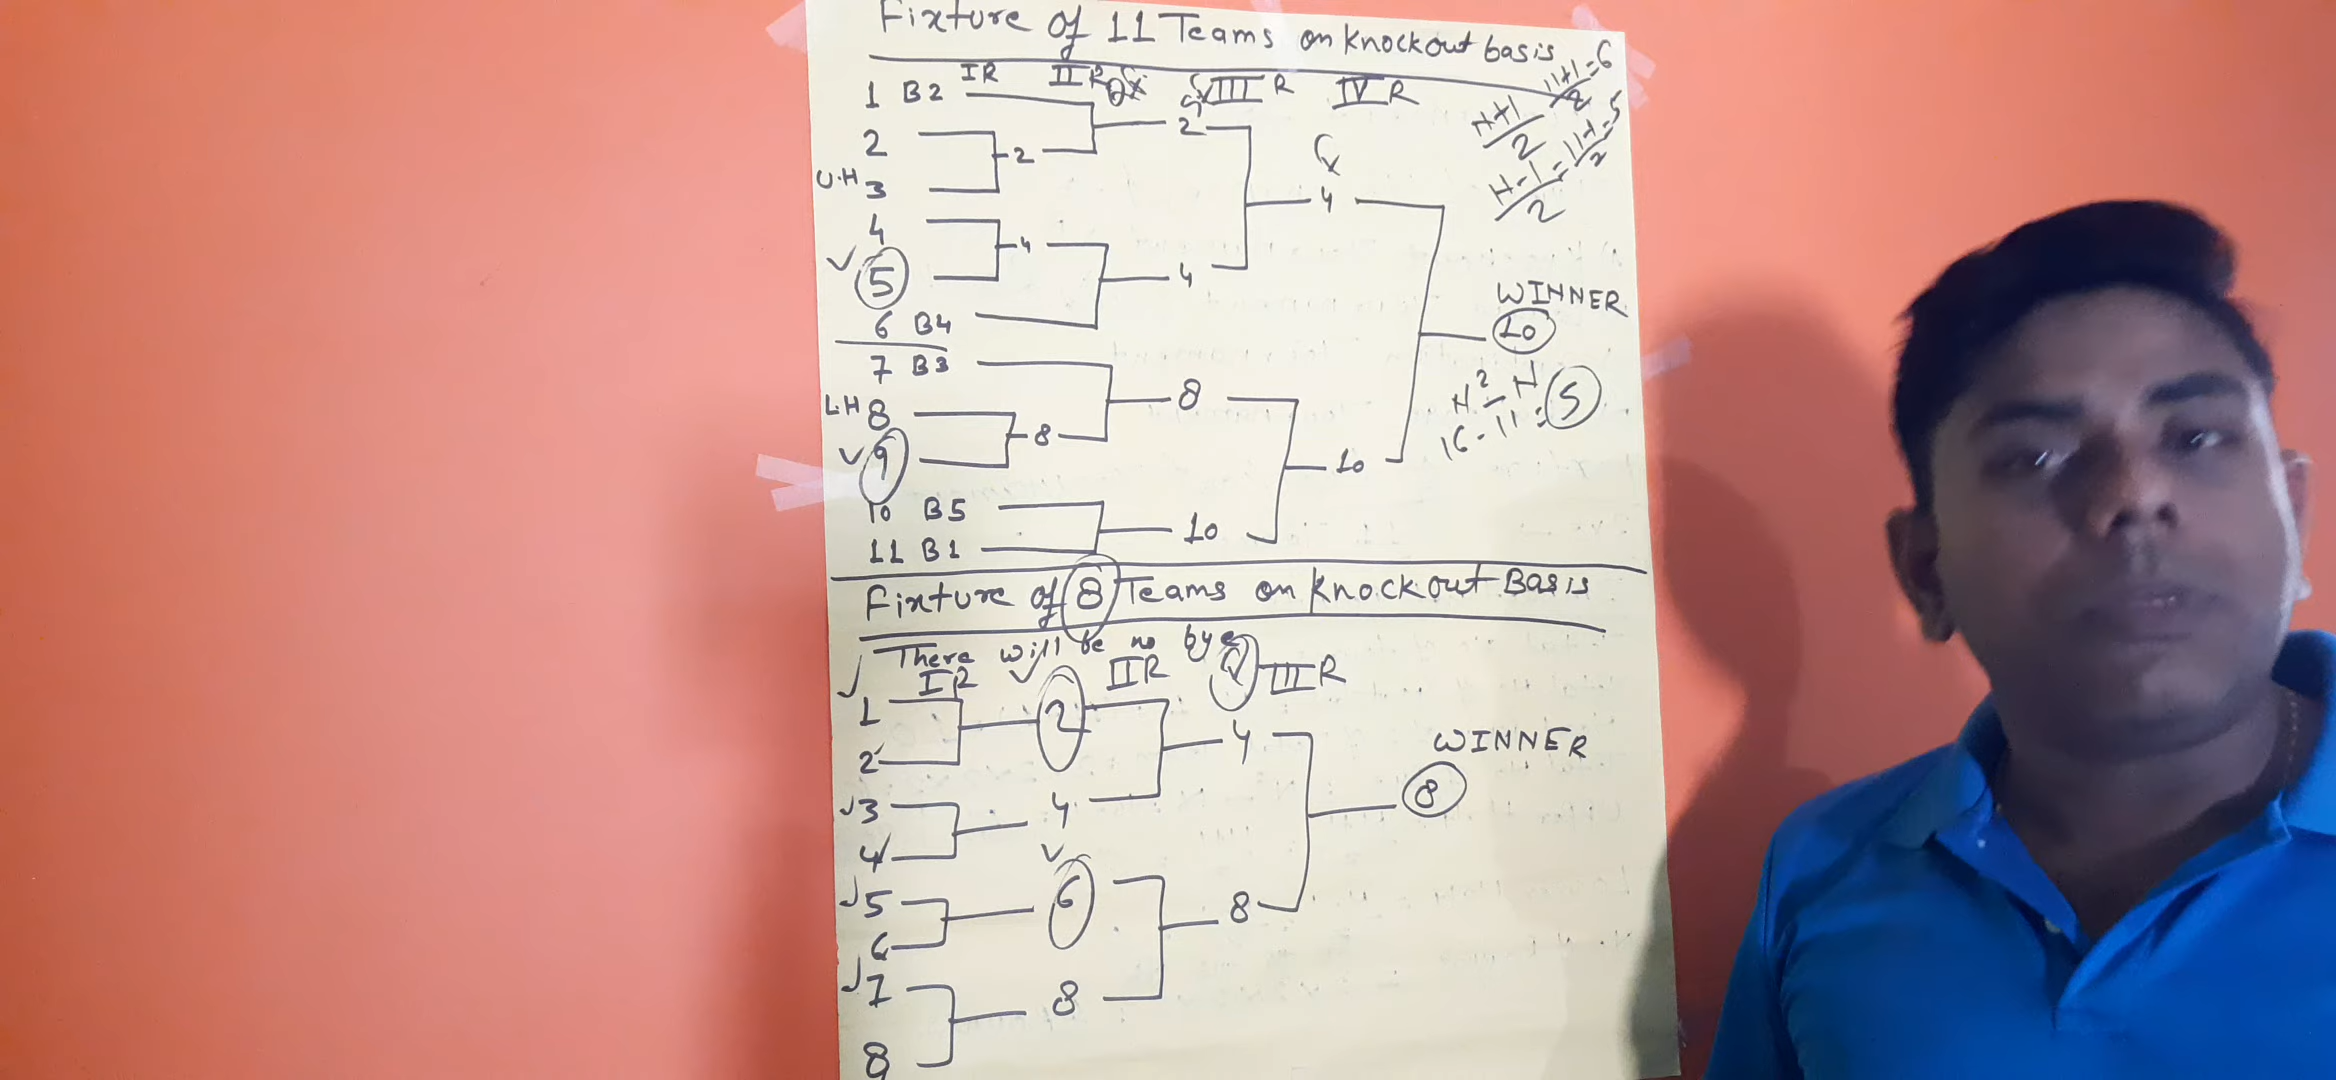 Fixture of 11 Teams on Knockout basis
IR IIR IIIR IVR
N+1/2 11+1/2=6
N-1/2=11-1/2=5
1 B2
2
2
2
U.H 3
4
4
4
4
✓ 5
6 B4
WINNER
10
7 B3
8
N²-N
16-11=5
L.H 8
8
✓ 9
10
10 B5
10
11 B1
Fixture of 8 Teams on Knockout Basis
There will be no bye
IR IIR IIIR
1
2
2
4
WINNER
8
3
4
4
5
6
6
8
7
8
8